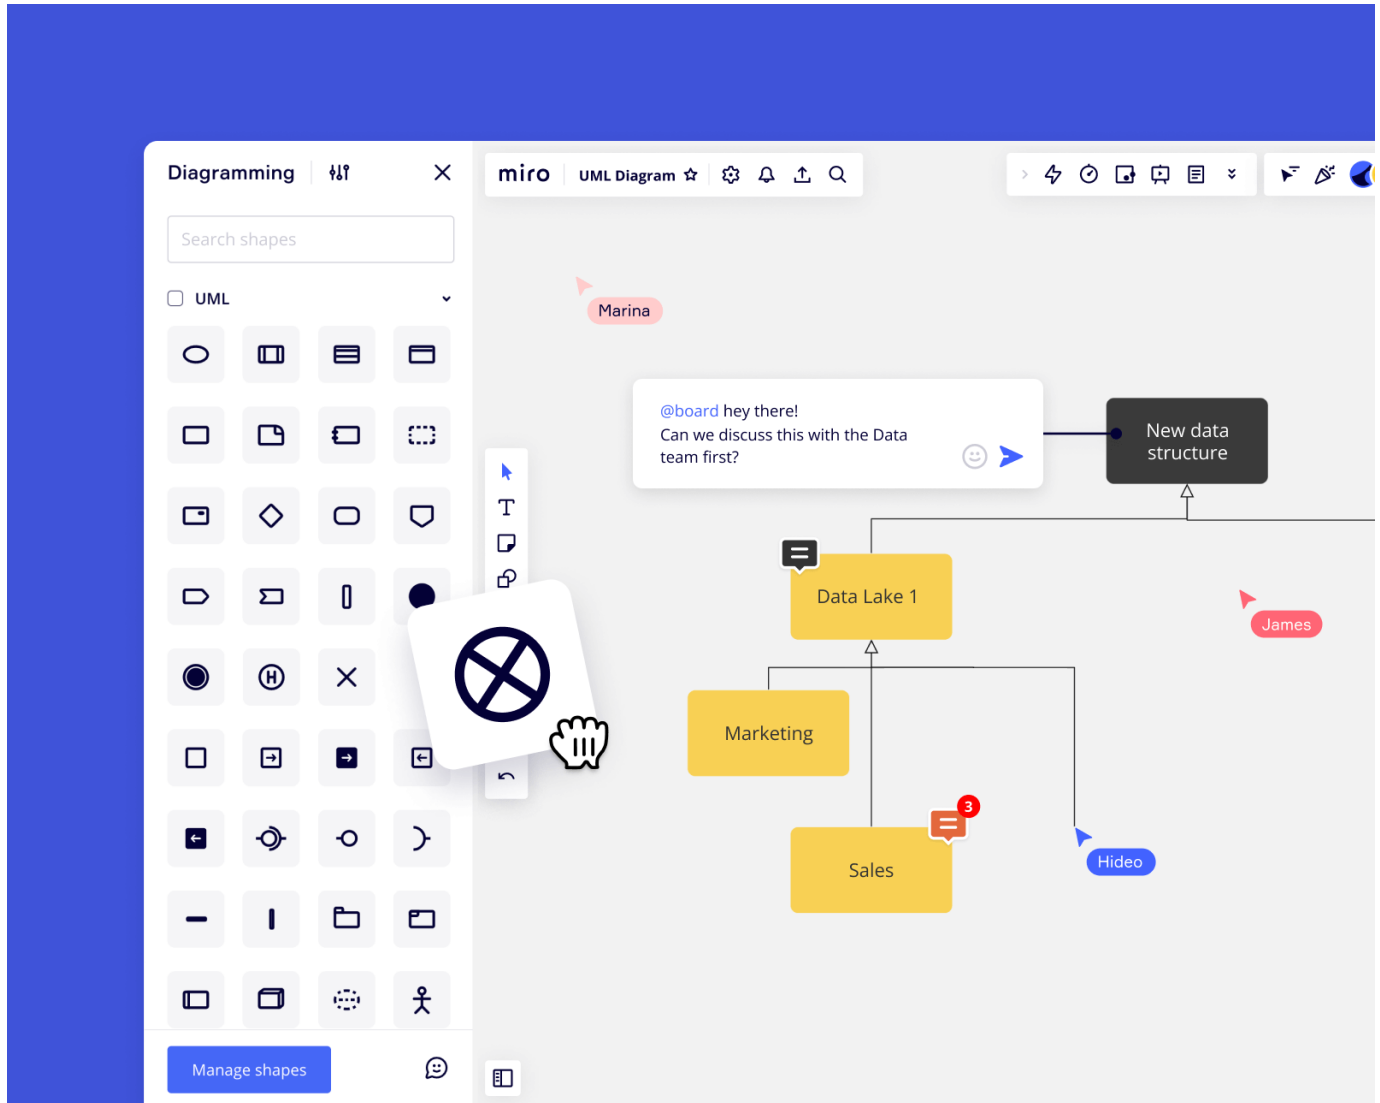 Diagramming
Search shapes
UML
H
Manage shapes
miro
UML Diagram
Marina
@board hey there!
Can we discuss this with the Data
team first?
New data
structure
Data Lake 1
James
Marketing
3
Sales
Hideo